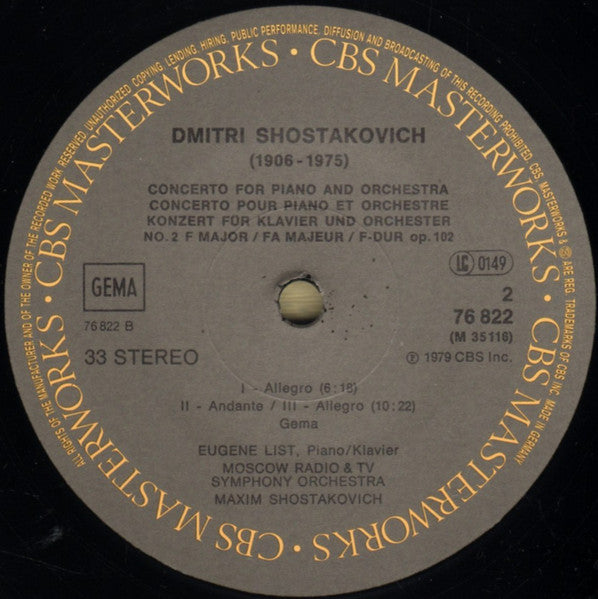 ALL RIGHTS OF THE MANUFACTURER AND OF THE OWNER OF THE RECORDED WORK RESERVED. UNAUTHORIZED COPYING, LENDING, HIRING, PUBLIC PERFORMANCE, DIFFUSION AND BROADCASTING OF THIS RECORDING PROHIBITED. CBS, MASTERWORKS & ® ARE REG. TRADEMARKS OF CBS INC. MADE IN GERMANY
CBS MASTERWORKS • CBS MASTERWORKS • CBS MASTERWORKS • CBS MASTERWORKS • CBS MASTERWORKS •
DMITRI SHOSTAKOVICH
(1906-1975)
CONCERTO FOR PIANO AND ORCHESTRA
CONCERTO POUR PIANO ET ORCHESTRE
KONZERT FÜR KLAVIER UND ORCHESTER
NO. 2 F MAJOR / FA MAJEUR / F-DUR op. 102
GEMA
LC 0149
76 822 B
2
76 822
(M 35116)
33 STEREO
℗ 1979 CBS Inc.
I - Allegro (6:18)
II - Andante / III - Allegro (10:22)
Gema
EUGENE LIST, Piano/Klavier
MOSCOW RADIO & TV
SYMPHONY ORCHESTRA
MAXIM SHOSTAKOVICH